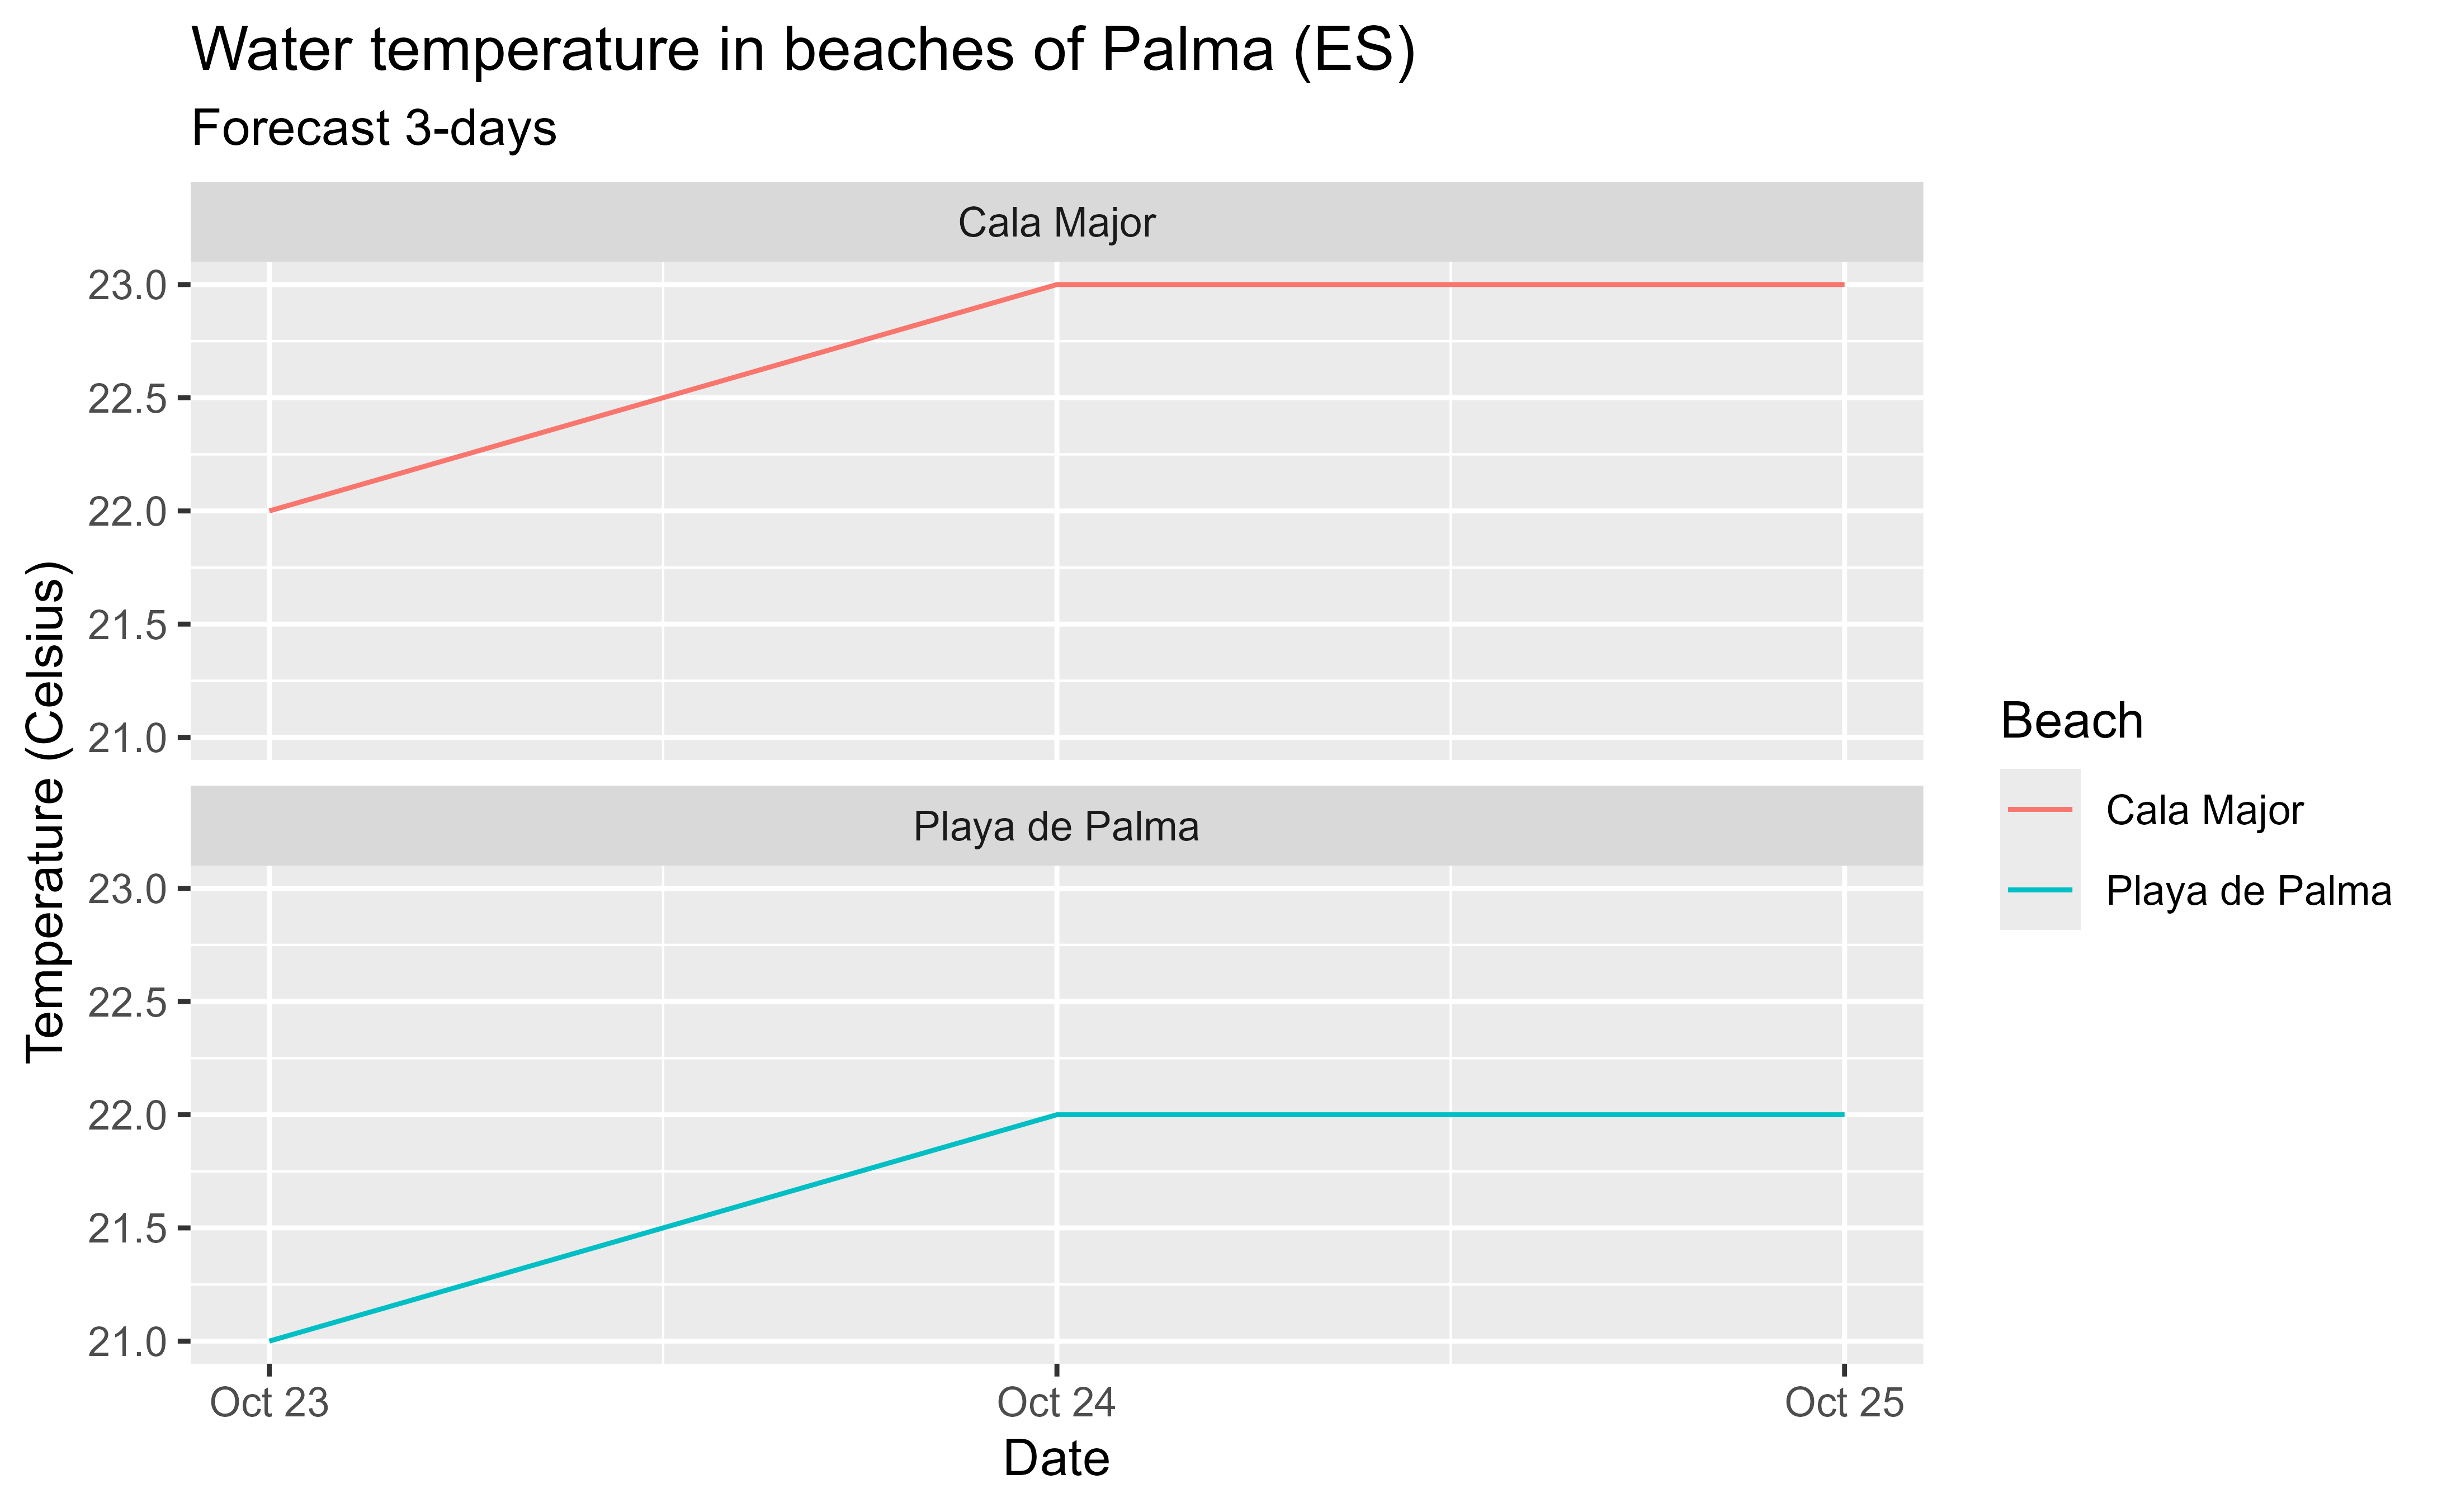 Water temperature in beaches of Palma (ES)
Forecast 3-days
Cala Major
23.0
22.5
22.0
21.5
21.0
Playa de Palma
23.0
22.5
22.0
21.5
21.0
Temperature (Celsius)
Oct 23
Oct 24
Oct 25
Date
Beach
Cala Major
Playa de Palma